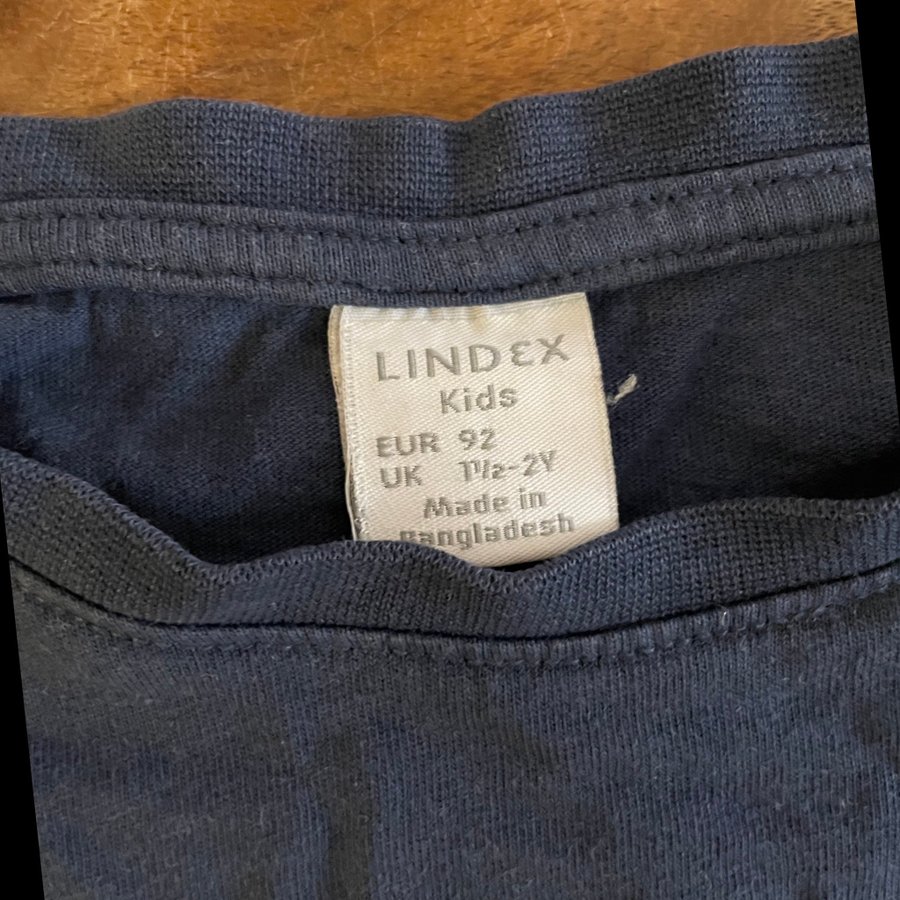 LINDEX
Kids
EUR 92
UK 1½-2Y
Made in
Bangladesh